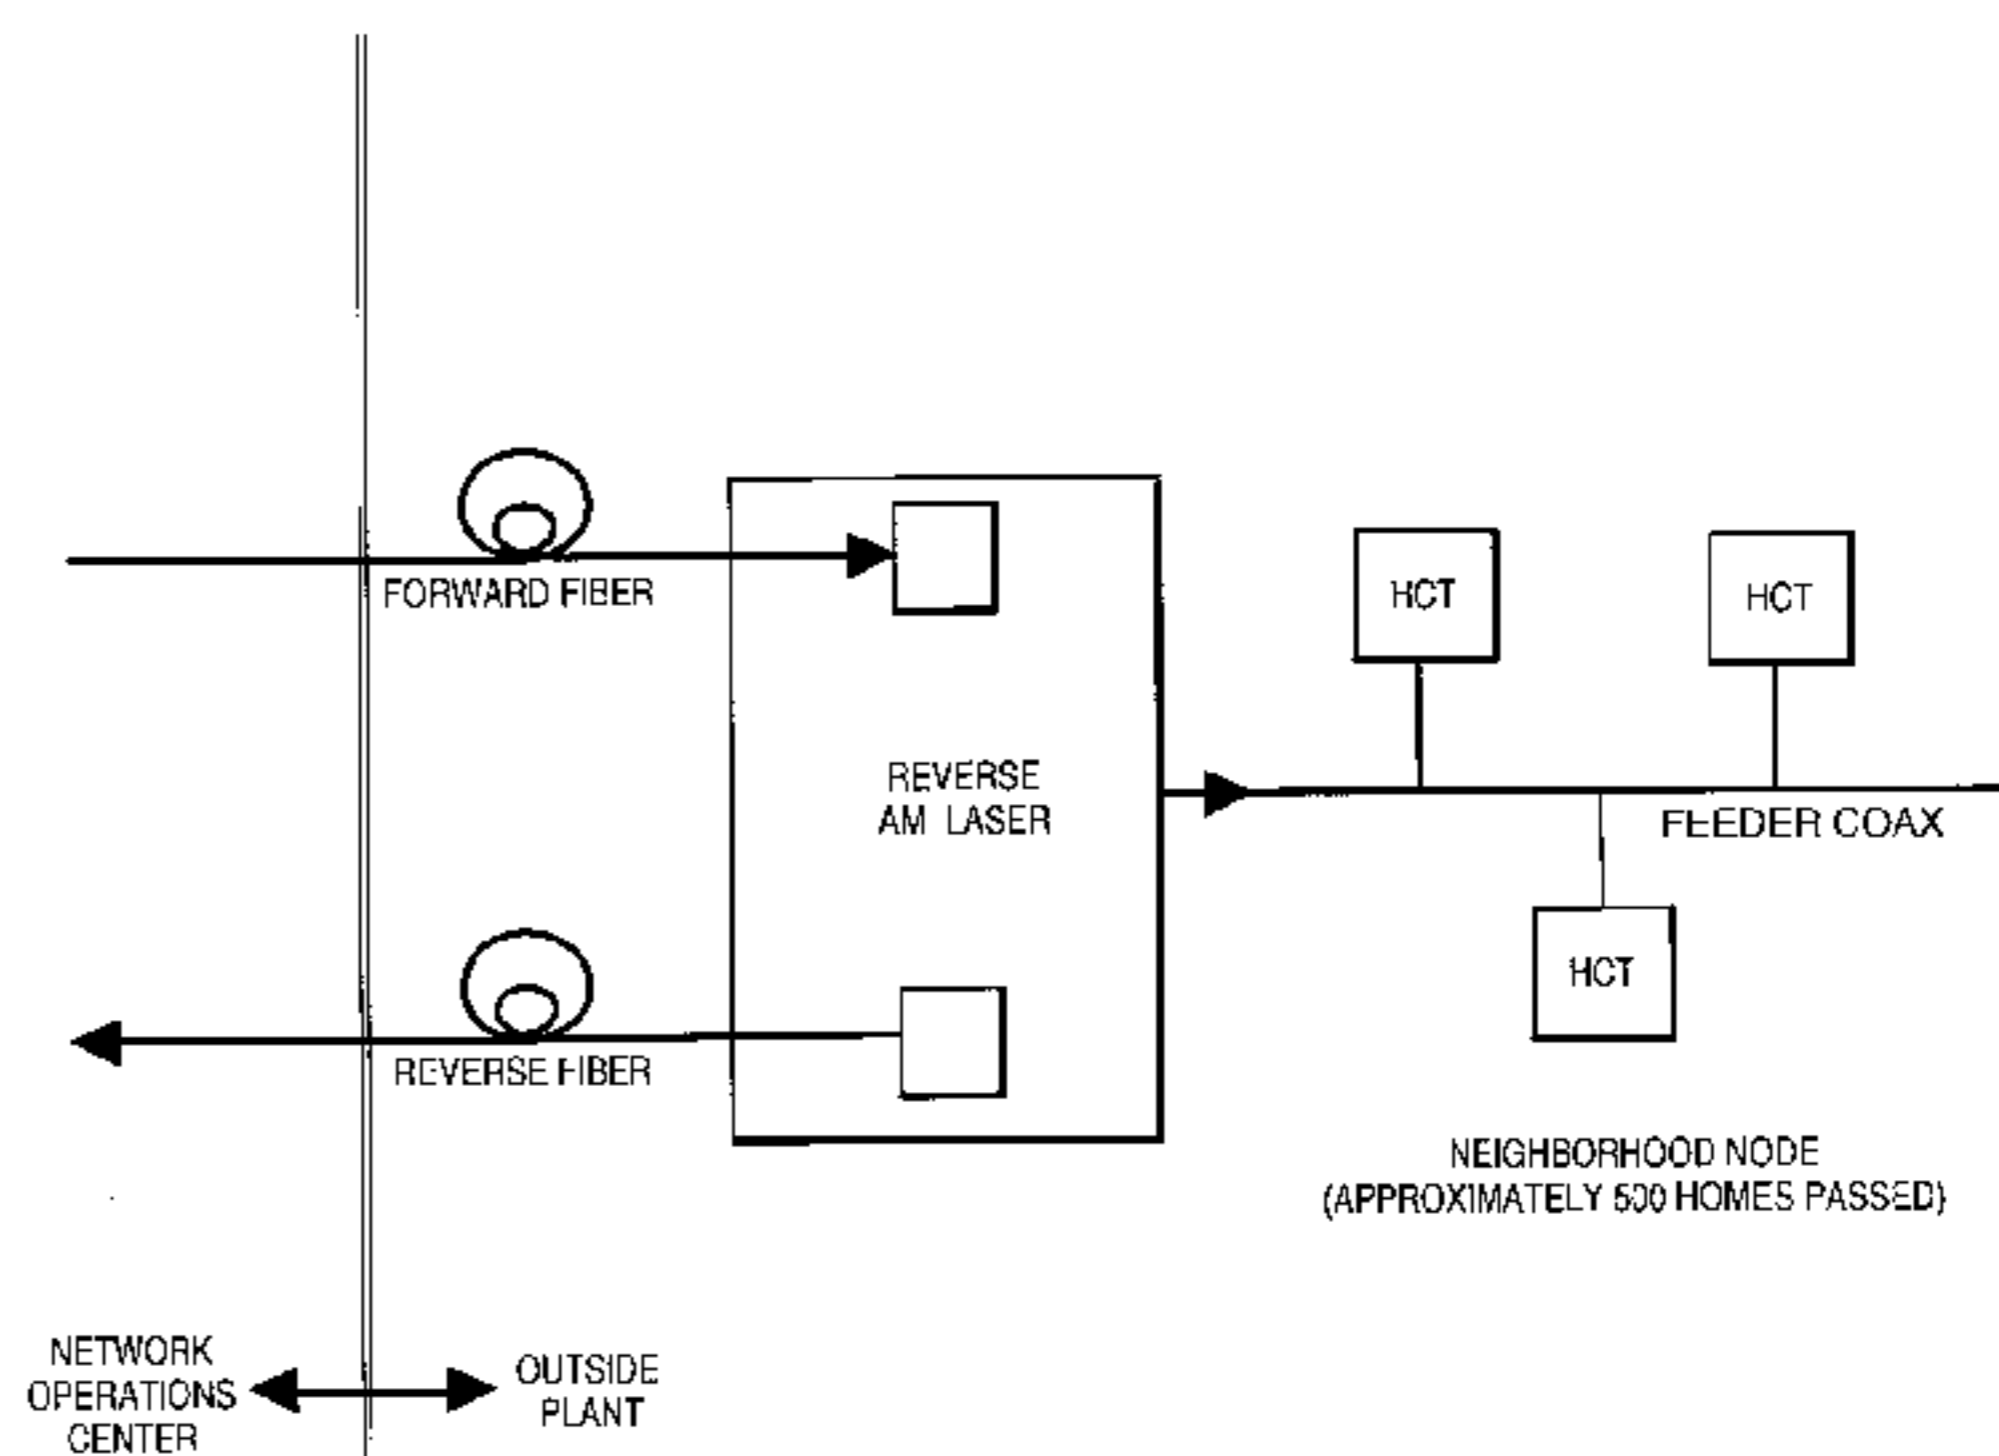 FORWARD FIBER
HCT
HCT
REVERSE
AM LASER
FEEDER COAX
HCT
REVERSE FIBER
NEIGHBORHOOD NODE
(APPROXIMATELY 500 HOMES PASSED)
NETWORK
OPERATIONS
CENTER
OUTSIDE
PLANT